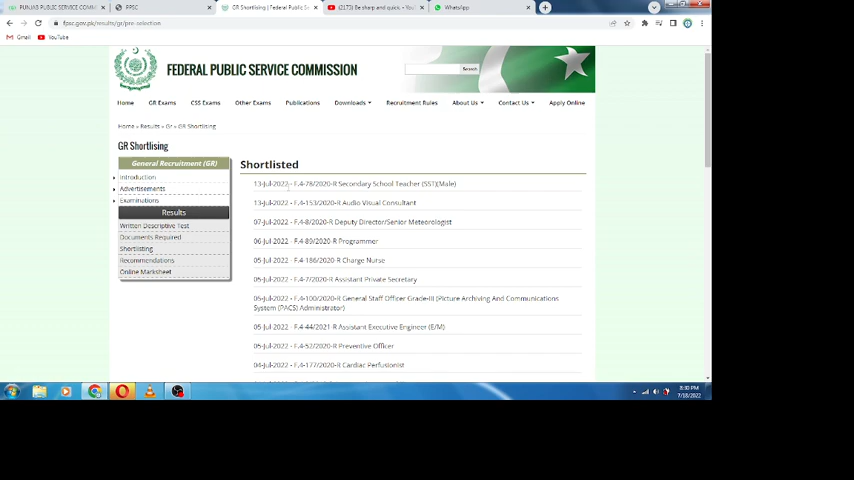 PUNJAB PUBLIC SERVICE COMMI
PPSC
GR Shortlising | Federal Public Se
(2173) Be sharp and quick. - You
WhatsApp
fpsc.gov.pk/results/gr/pre-selection
Gmail
YouTube
FEDERAL PUBLIC SERVICE COMMISSION
Search
Home
GR Exams
CSS Exams
Other Exams
Publications
Downloads
Recruitment Rules
About Us
Contact Us
Apply Online
Home » Results » Gr » GR Shortlising
GR Shortlising
General Recruitment (GR)
Introduction
Advertisements
Examinations
Results
Written Descriptive Test
Documents Required
Shortlisting
Recommendations
Online Marksheet
Shortlisted
13-Jul-2022 - F.4-78/2020-R Secondary School Teacher (SST)(Male)
13-Jul-2022 - F.4-153/2020-R Audio Visual Consultant
07-Jul-2022 - F.4-8/2020-R Deputy Director/Senior Meteorologist
06-Jul-2022 - F.4-89/2020-R Programmer
05-Jul-2022 - F.4-186/2020-R Charge Nurse
05-Jul-2022 - F.4-7/2020-R Assistant Private Secretary
05-Jul-2022 - F.4-100/2020-R General Staff Officer Grade-III (Picture Archiving And Communications
System (PACS) Administrator)
05-Jul-2022 - F.4-44/2021-R Assistant Executive Engineer (E/M)
05-Jul-2022 - F.4-52/2020-R Preventive Officer
04-Jul-2022 - F.4-177/2020-R Cardiac Perfusionist
8:30 PM
7/18/2022